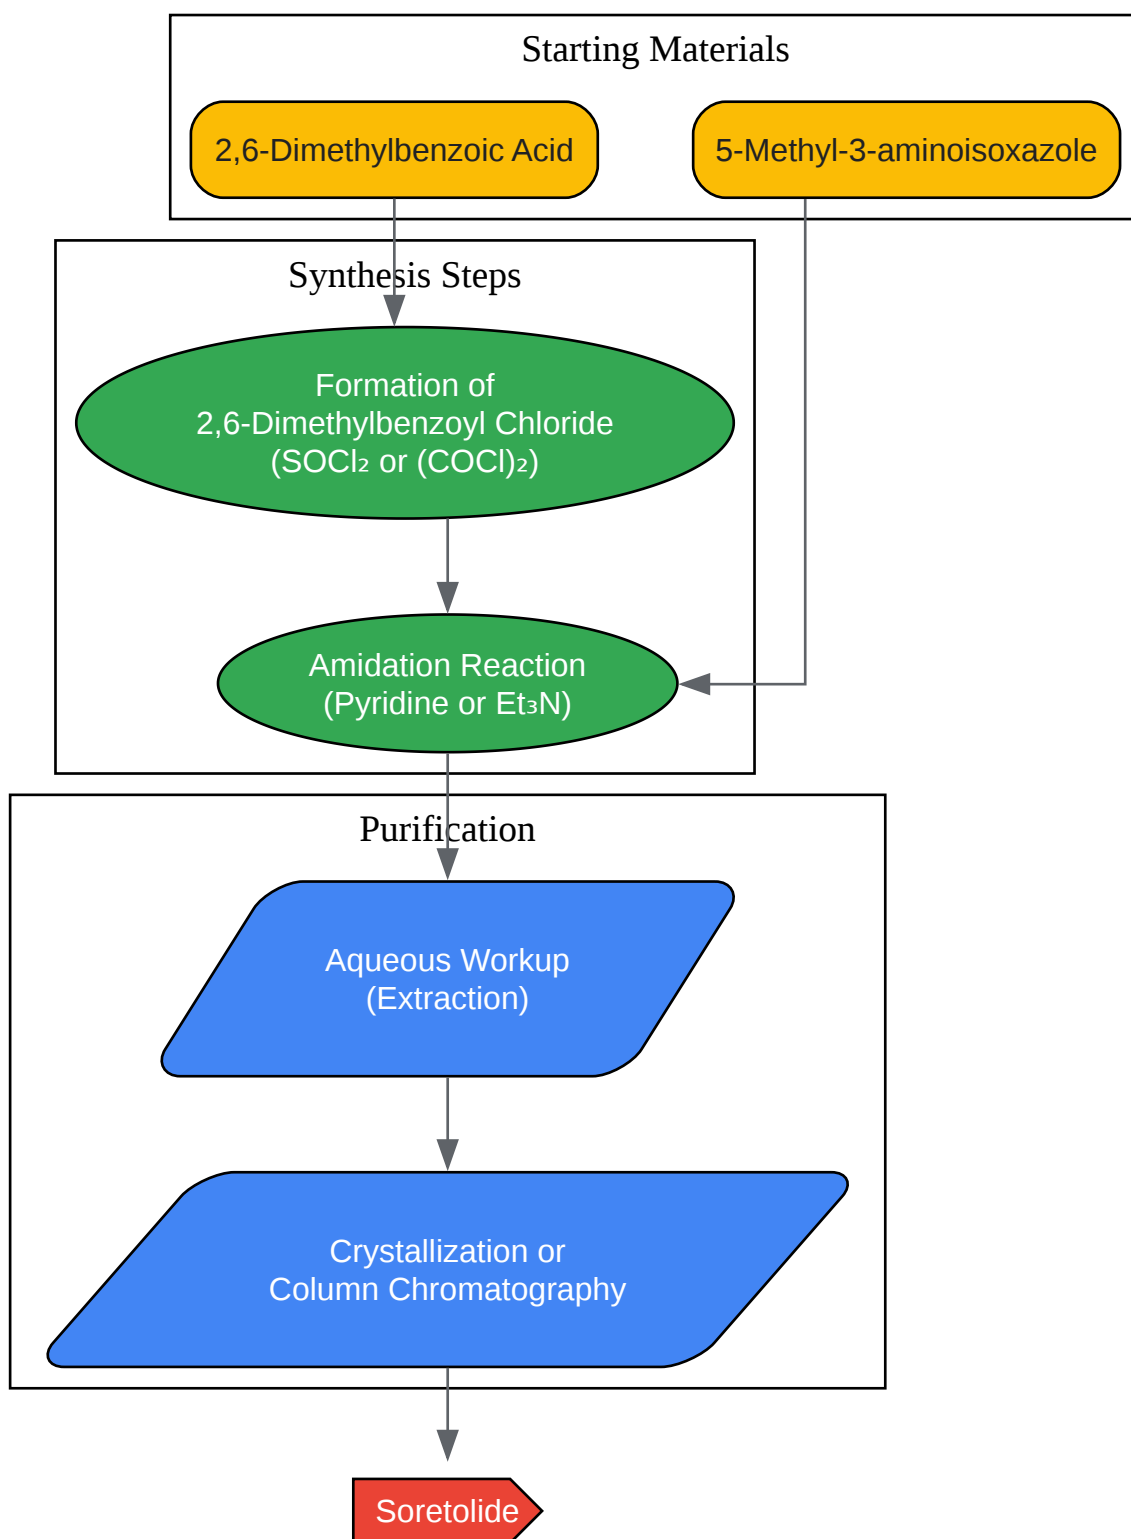 Starting Materials
2,6-Dimethylbenzoic Acid
5-Methyl-3-aminoisoxazole
Synthesis Steps
Formation of
2,6-Dimethylbenzoyl Chloride
(SOCl₂ or (COCl)₂)
Amidation Reaction
(Pyridine or Et₃N)
Purification
Aqueous Workup
(Extraction)
Crystallization or
Column Chromatography
Soretolide